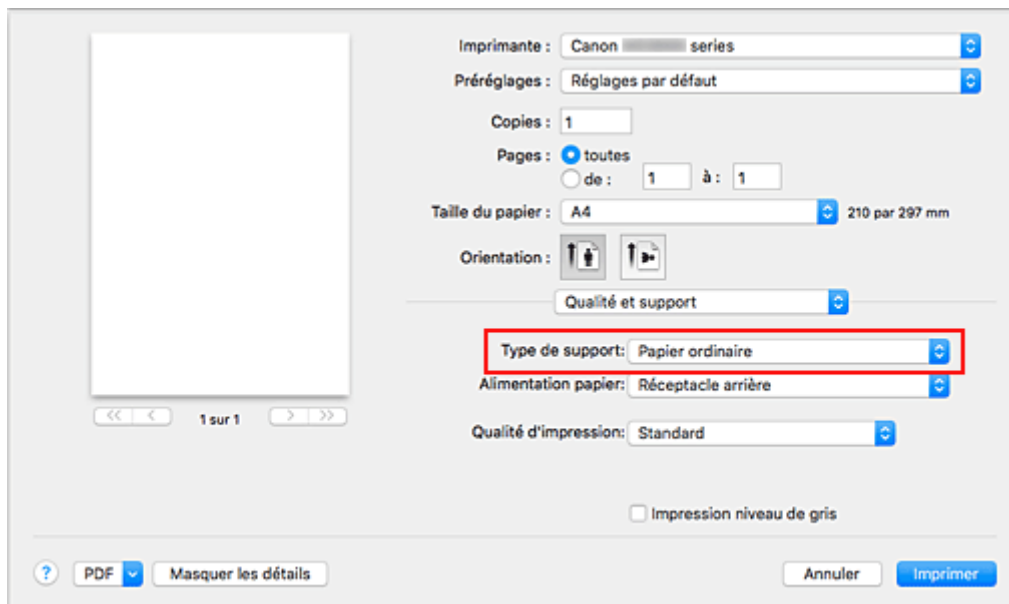 Imprimante : Canon series
Préréglages : Réglages par défaut
Copies : 1
Pages : toutes
de : 1 à : 1
Taille du papier : A4 210 par 297 mm
Orientation :
Qualité et support
Type de support: Papier ordinaire
Alimentation papier: Réceptacle arrière
<< < 1 sur 1 > >>
Qualité d'impression: Standard
Impression niveau de gris
? PDF Masquer les détails Annuler Imprimer